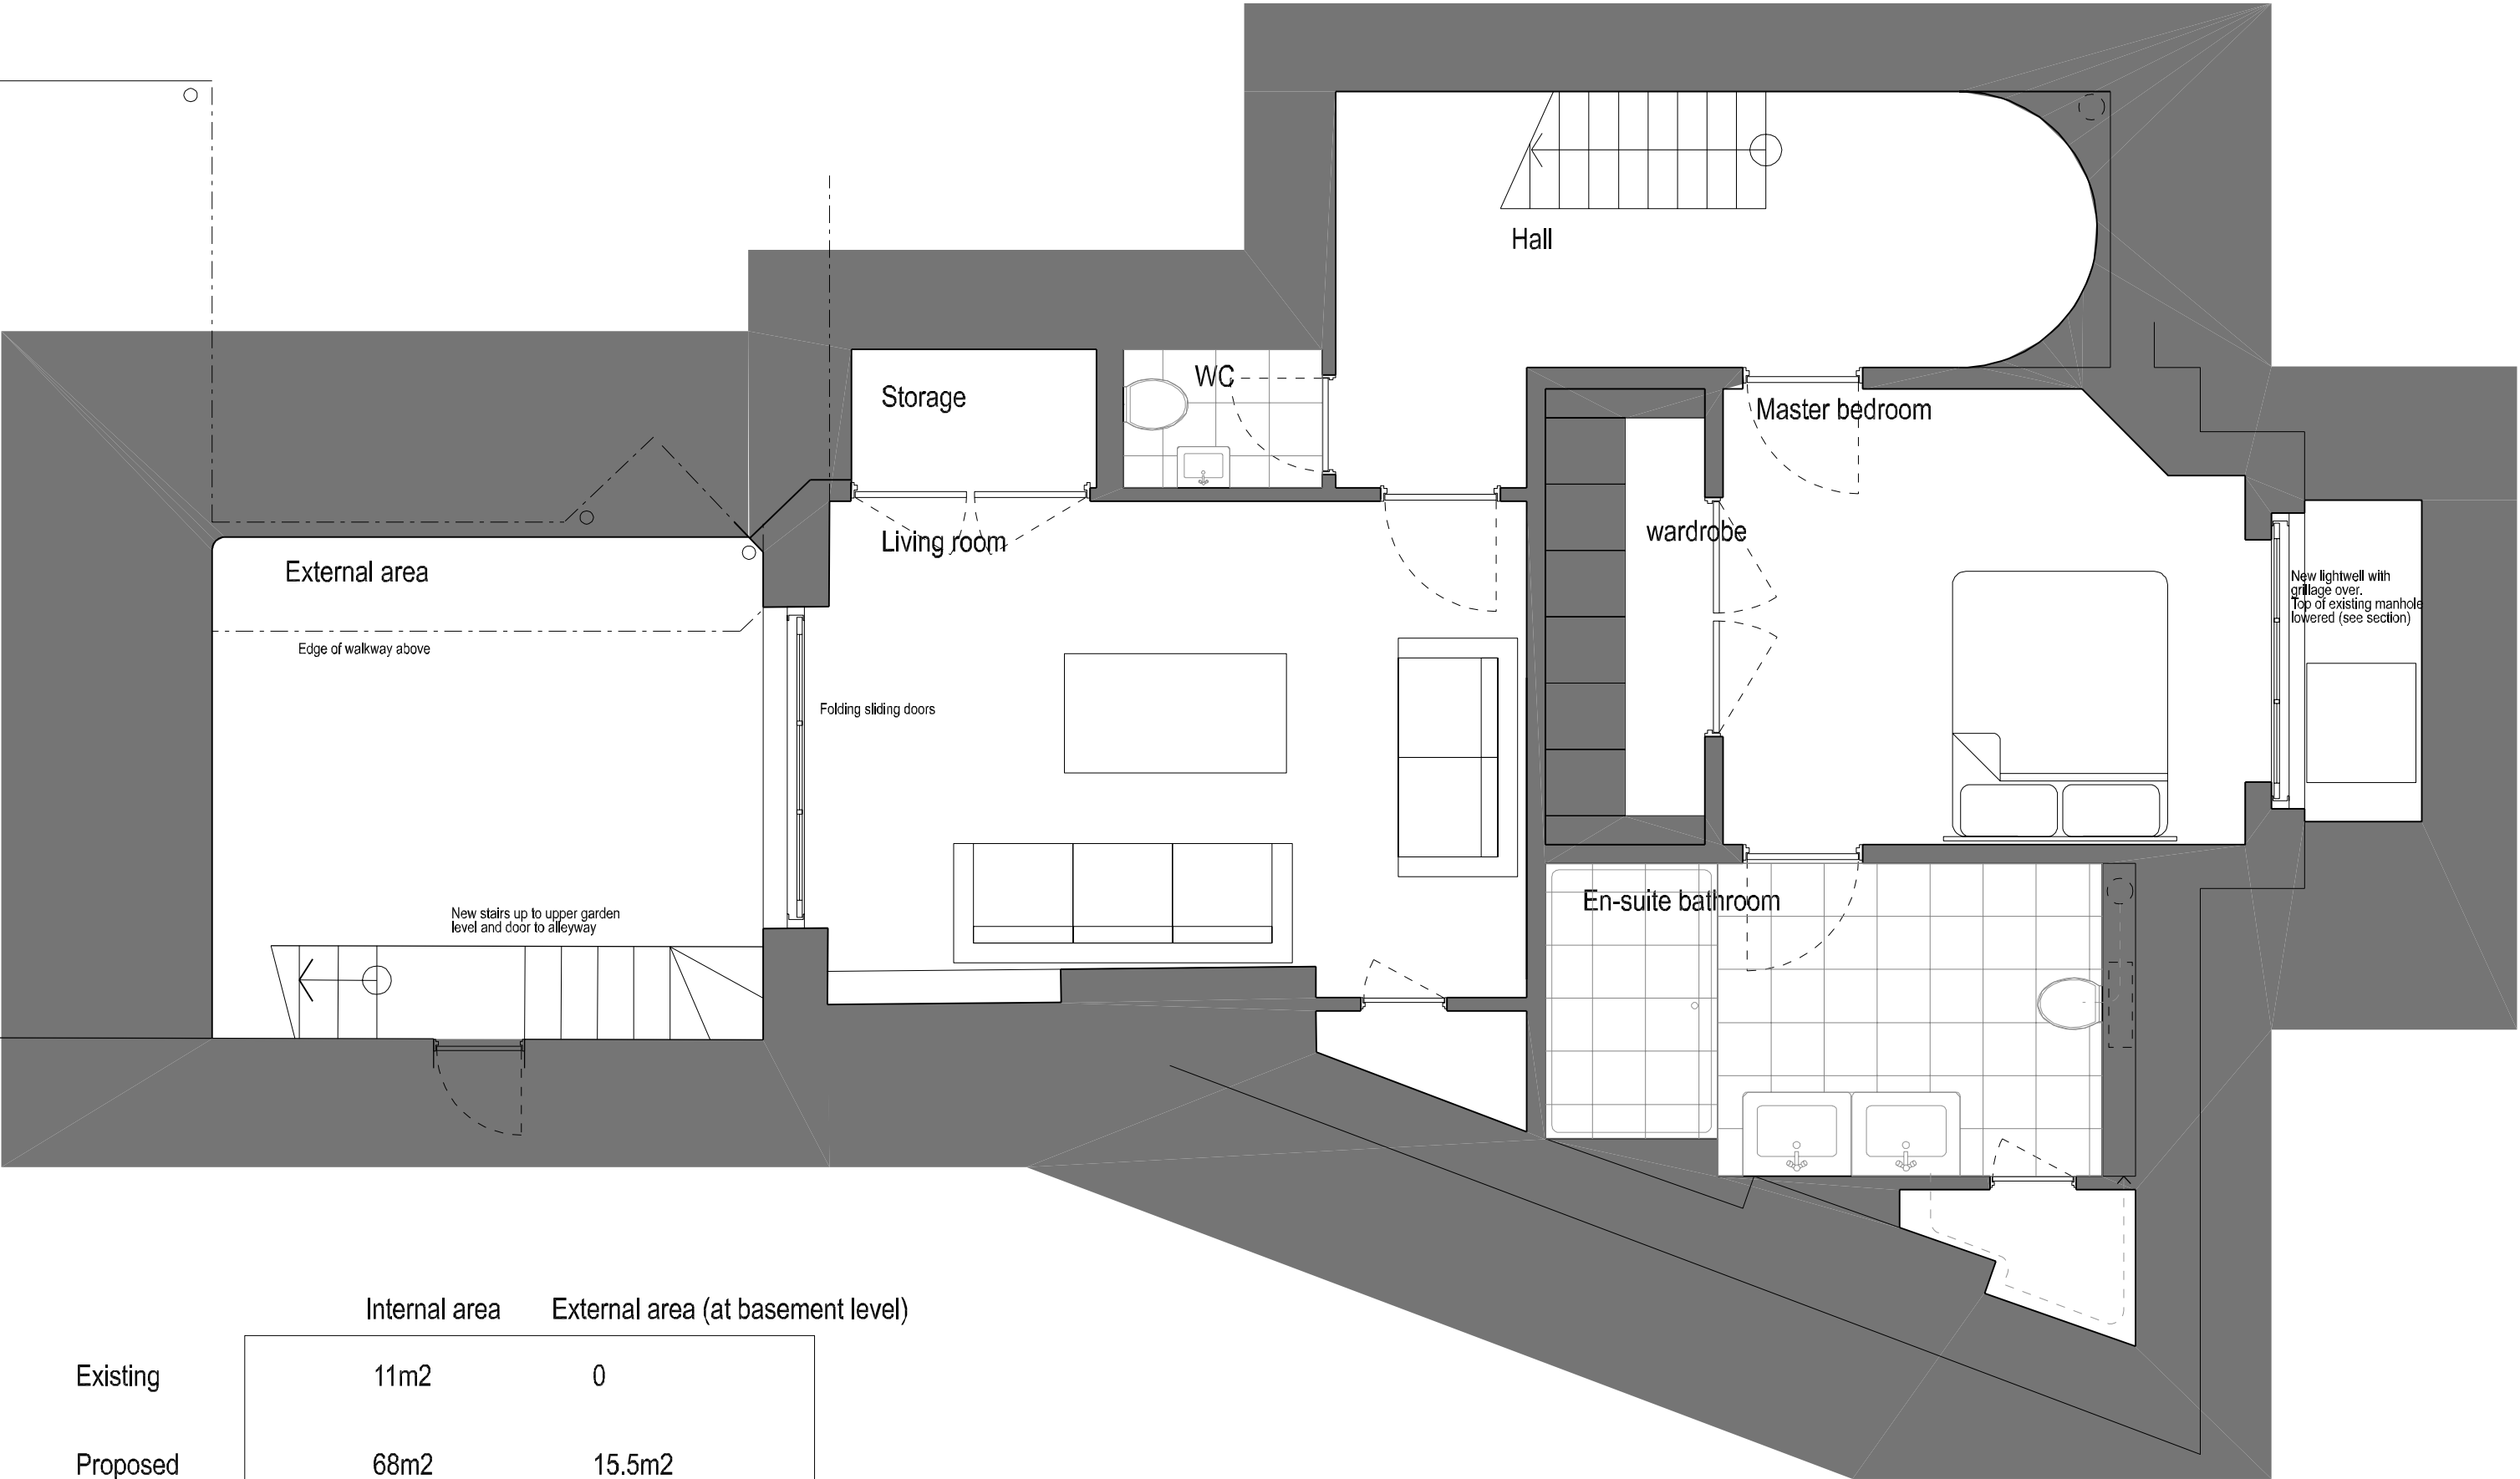 Hall
WC
Storage
Master bedroom
Living room
wardrobe
External area
Edge of walkway above
New lightwell with
grillage over.
Top of existing manhole
lowered (see section)
Folding sliding doors
En-suite bathroom
New stairs up to upper garden
level and door to alleyway
Internal area External area (at basement level)
Existing 11m2 0
Proposed 68m2 15.5m2